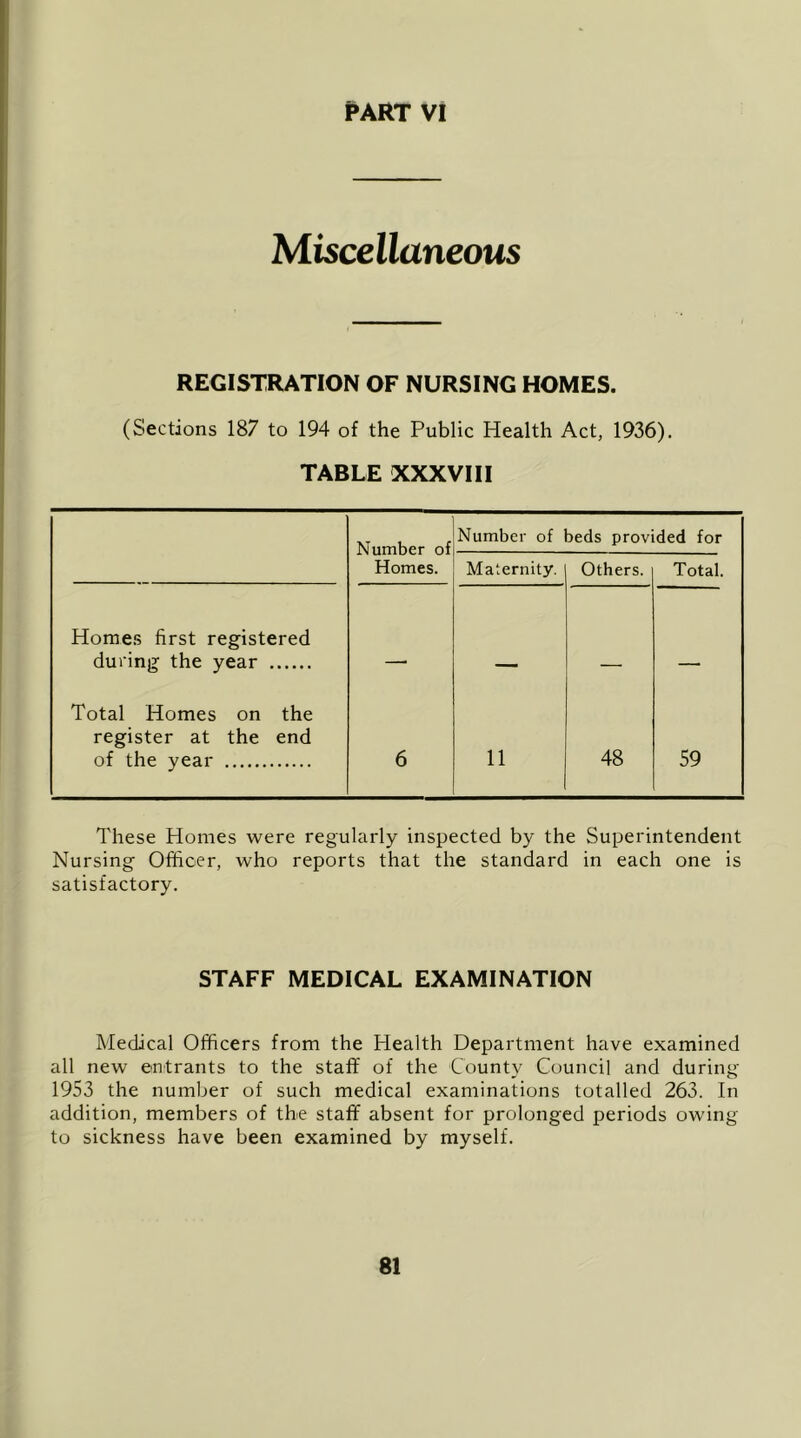 PART VI
Miscellaneous
REGISTRATION OF NURSING HOMES.
(Sections 187 to 194 of the Public Health Act, 1936).
TABLE XXXVIII
Number of Homes. Number of beds provided for
Maternity. Others. Total.
Homes first registered
during the year ...... — — — —
Total Homes on the
register at the end
of the year ............ 6 11 48 59
These Homes were regularly inspected by the Superintendent
Nursing Officer, who reports that the standard in each one is
satisfactory.
STAFF MEDICAL EXAMINATION
Medical Officers from the Health Department have examined
all new entrants to the staff of the County Council and during
1953 the number of such medical examinations totalled 263. In
addition, members of the staff absent for prolonged periods owing
to sickness have been examined by myself.
81